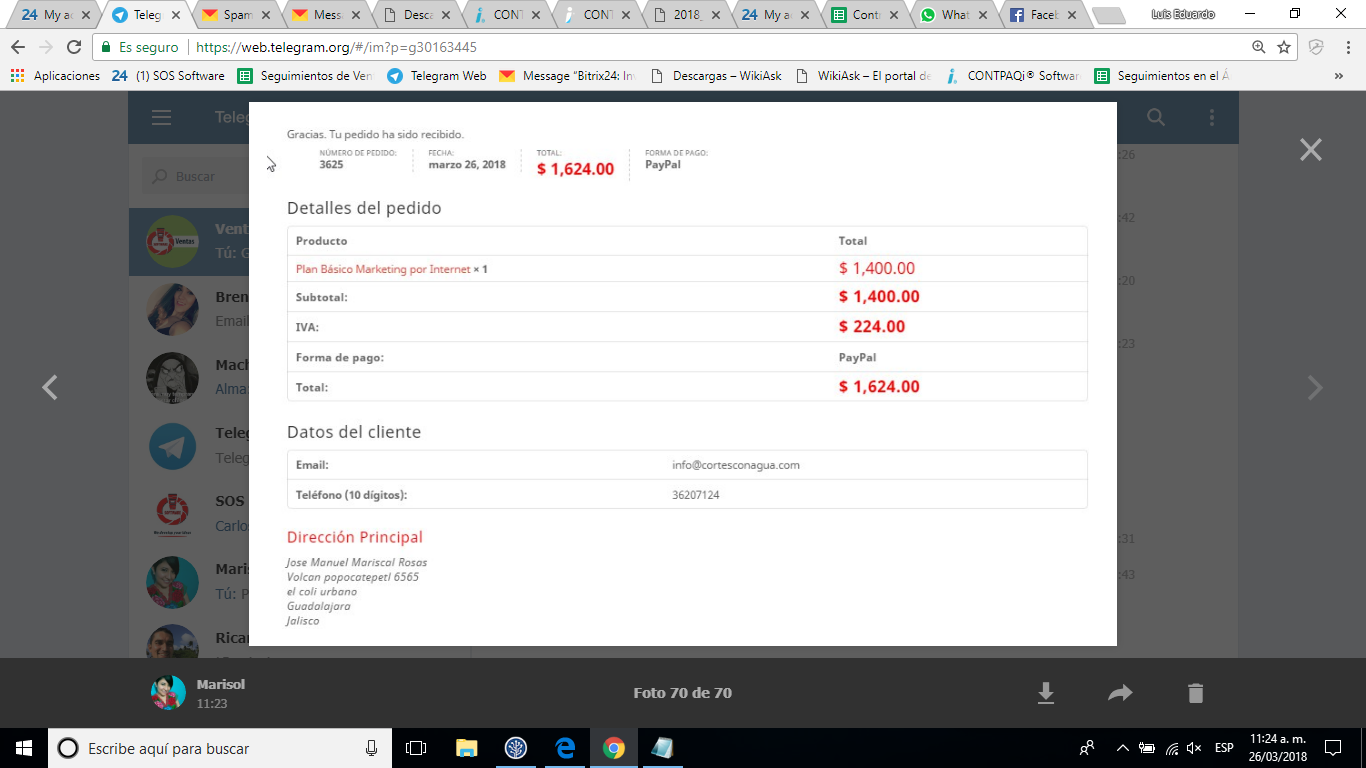 24 My a
Teleg
Spam
Mess
Desca
CONT
CONT
2018_
24 My a
Cont
What
Faceb
Luis Eduardo
Es seguro https://web.telegram.org/#/im?p=g30163445
Aplicaciones 24 (1) SOS Software Seguimientos de Ven Telegram Web Message "Bitrix24: In Descargas – WikiAsk WikiAsk – El portal de CONTPAQi® Softwar Seguimientos en el Á »
Teleg
Buscar
Vent
Tú: G
Bren
Email
Mach
Alma:
Teleg
Teleg
SOS
Carlos
Maris
Tú: P
Ricar
:26
:42
:20
:23
:31
:43
Gracias. Tu pedido ha sido recibido.
NÚMERO DE PEDIDO: FECHA: TOTAL: FORMA DE PAGO:
3625 marzo 26, 2018 $ 1,624.00 PayPal
Detalles del pedido
Producto Total
Plan Básico Marketing por Internet × 1 $ 1,400.00
Subtotal: $ 1,400.00
IVA: $ 224.00
Forma de pago: PayPal
Total: $ 1,624.00
Datos del cliente
Email: info@cortesconagua.com
Teléfono (10 dígitos): 36207124
Dirección Principal
Jose Manuel Mariscal Rosas
Volcan popocatepetl 6565
el coli urbano
Guadalajara
Jalisco
Marisol
11:23
Foto 70 de 70
Escribe aquí para buscar
ESP
11:24 a. m.
26/03/2018